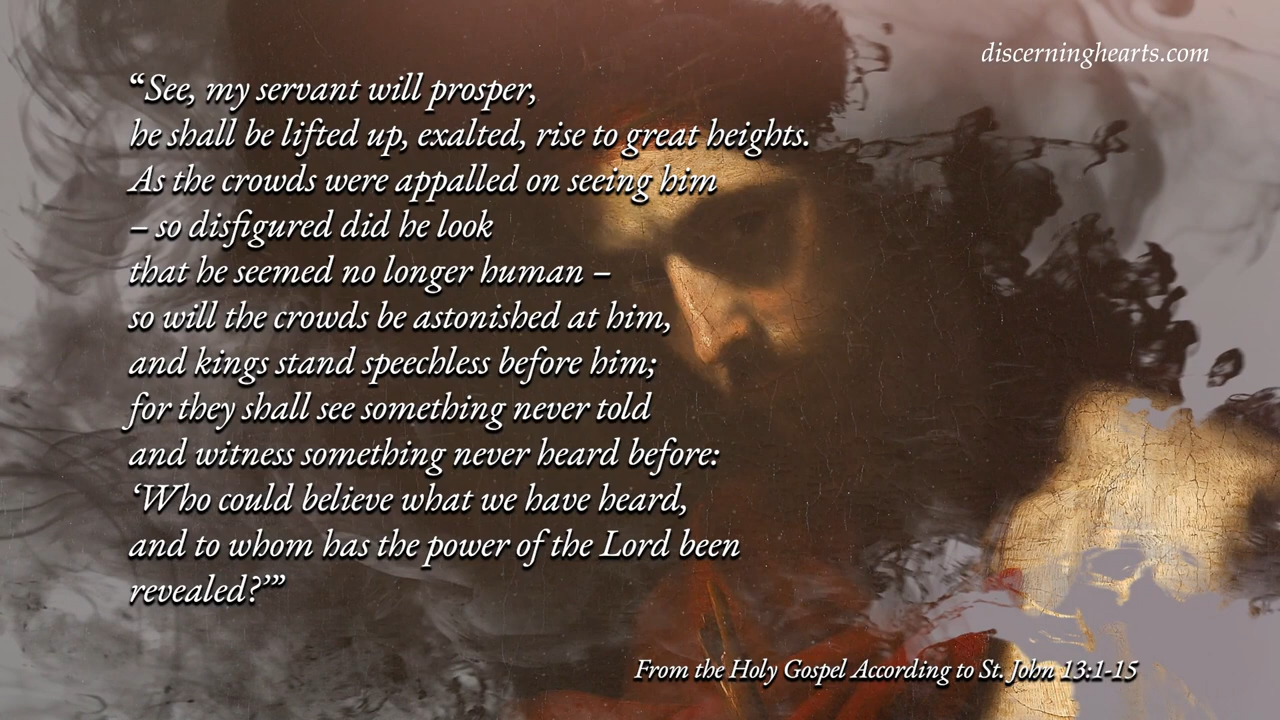 discerninghearts.com
“See, my servant will prosper,
he shall be lifted up, exalted, rise to great heights.
As the crowds were appalled on seeing him
– so disfigured did he look
that he seemed no longer human –
so will the crowds be astonished at him,
and kings stand speechless before him;
for they shall see something never told
and witness something never heard before:
‘Who could believe what we have heard,
and to whom has the power of the Lord been
revealed?’”
From the Holy Gospel According to St. John 13:1-15